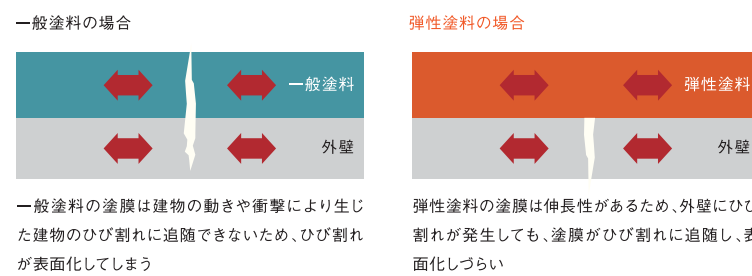 一般塗料の場合
一般塗料
外壁
一般塗料の塗膜は建物の動きや衝撃により生じ
た建物のひび割れに追随できないため、ひび割れ
が表面化してしまう
弾性塗料の場合
弾性塗料
外壁
弾性塗料の塗膜は伸長性があるため、外壁にひび
割れが発生しても、塗膜がひび割れに追随し、表
面化しづらい